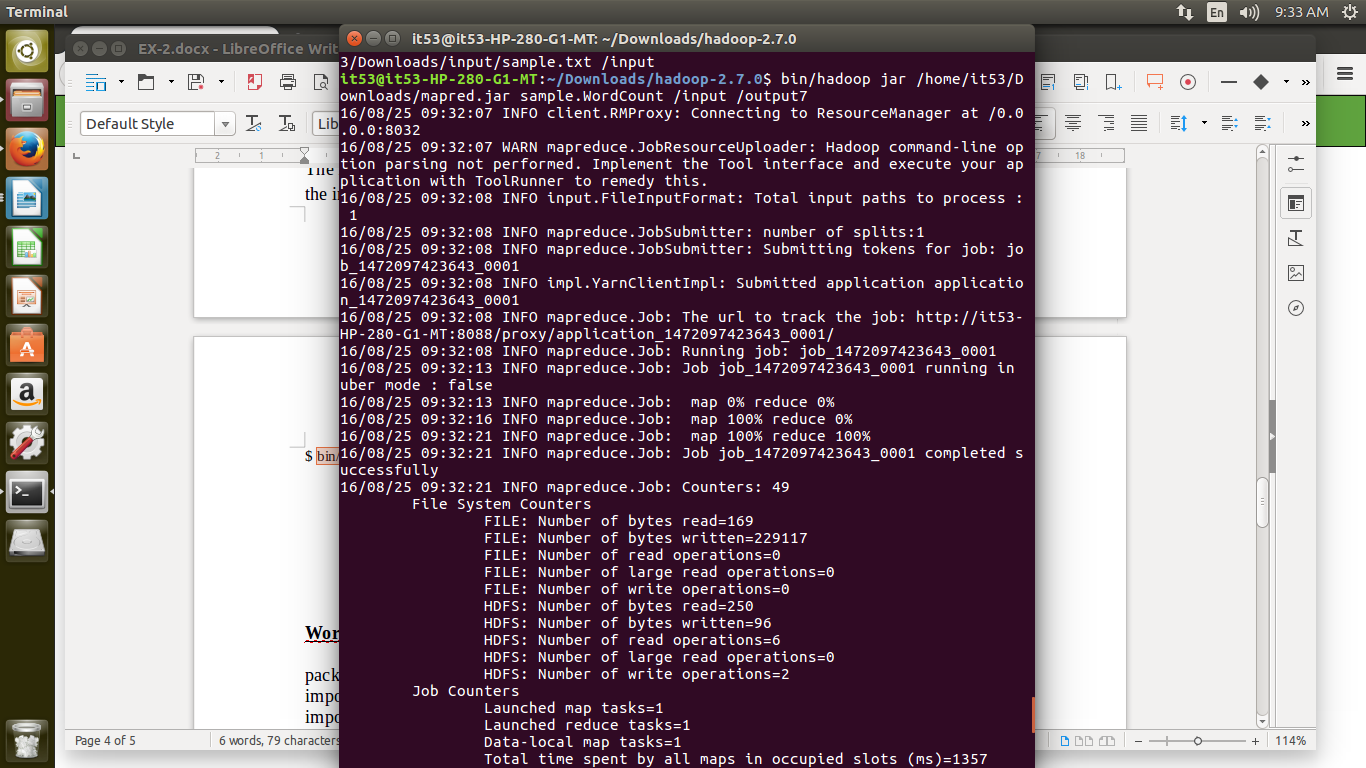 Terminal
En
9:33 AM
EX-2.docx - LibreOffice Writ
it53@it53-HP-280-G1-MT: ~/Downloads/hadoop-2.7.0
Default Style
Lib
2
1
17
18
The
the i
$ bin/
Wor
pack
impo
impo
3/Downloads/input/sample.txt /input
it53@it53-HP-280-G1-MT:~/Downloads/hadoop-2.7.0$ bin/hadoop jar /home/it53/D
ownloads/mapred.jar sample.WordCount /input /output7
16/08/25 09:32:07 INFO client.RMProxy: Connecting to ResourceManager at /0.0
.0.0:8032
16/08/25 09:32:07 WARN mapreduce.JobResourceUploader: Hadoop command-line op
tion parsing not performed. Implement the Tool interface and execute your ap
plication with ToolRunner to remedy this.
16/08/25 09:32:08 INFO input.FileInputFormat: Total input paths to process :
1
16/08/25 09:32:08 INFO mapreduce.JobSubmitter: number of splits:1
16/08/25 09:32:08 INFO mapreduce.JobSubmitter: Submitting tokens for job: jo
b_1472097423643_0001
16/08/25 09:32:08 INFO impl.YarnClientImpl: Submitted application applicatio
n_1472097423643_0001
16/08/25 09:32:08 INFO mapreduce.Job: The url to track the job: http://it53-
HP-280-G1-MT:8088/proxy/application_1472097423643_0001/
16/08/25 09:32:08 INFO mapreduce.Job: Running job: job_1472097423643_0001
16/08/25 09:32:13 INFO mapreduce.Job: Job job_1472097423643_0001 running in
uber mode : false
16/08/25 09:32:13 INFO mapreduce.Job:  map 0% reduce 0%
16/08/25 09:32:16 INFO mapreduce.Job:  map 100% reduce 0%
16/08/25 09:32:21 INFO mapreduce.Job:  map 100% reduce 100%
16/08/25 09:32:21 INFO mapreduce.Job: Job job_1472097423643_0001 completed s
uccessfully
16/08/25 09:32:21 INFO mapreduce.Job: Counters: 49
File System Counters
FILE: Number of bytes read=169
FILE: Number of bytes written=229117
FILE: Number of read operations=0
FILE: Number of large read operations=0
FILE: Number of write operations=0
HDFS: Number of bytes read=250
HDFS: Number of bytes written=96
HDFS: Number of read operations=6
HDFS: Number of large read operations=0
HDFS: Number of write operations=2
Job Counters
Launched map tasks=1
Launched reduce tasks=1
Data-local map tasks=1
Total time spent by all maps in occupied slots (ms)=1357
Page 4 of 5
6 words, 79 characters
114%